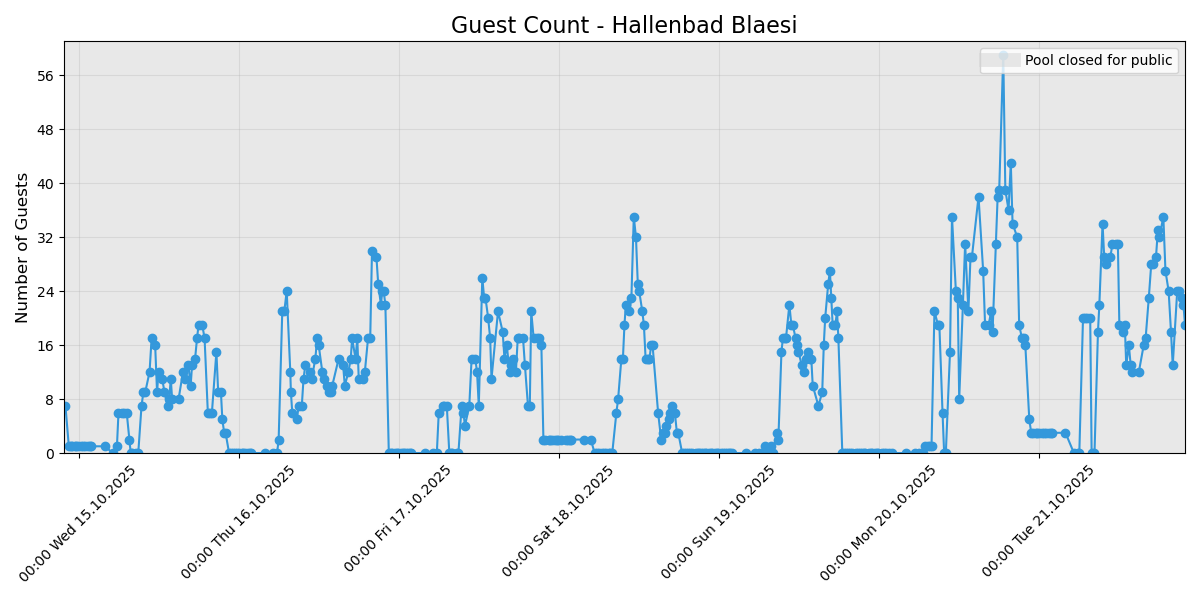 Guest Count - Hallenbad Blaesi
Pool closed for public
Number of Guests
56
48
40
32
24
16
8
0
00:00 Wed 15.10.2025
00:00 Thu 16.10.2025
00:00 Fri 17.10.2025
00:00 Sat 18.10.2025
00:00 Sun 19.10.2025
00:00 Mon 20.10.2025
00:00 Tue 21.10.2025